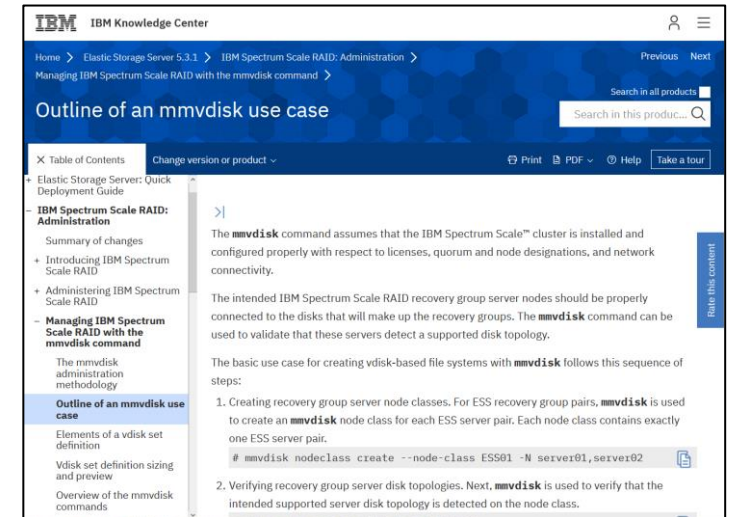 IBM IBM Knowledge Center
Home > Elastic Storage Server 5.3.1 > IBM Spectrum Scale RAID: Administration >
Managing IBM Spectrum Scale RAID with the mmvdisk command >
Previous Next
Outline of an mmvdisk use case
Search in all products
Search in this produc...
X Table of Contents
Change version or product
Print PDF Help Take a tour
+ Elastic Storage Server: Quick
Deployment Guide
− IBM Spectrum Scale RAID:
Administration
Summary of changes
+ Introducing IBM Spectrum
Scale RAID
+ Administering IBM Spectrum
Scale RAID
− Managing IBM Spectrum
Scale RAID with the
mmvdisk command
The mmvdisk
administration
methodology
Outline of an mmvdisk use
case
Elements of a vdisk set
definition
Vdisk set definition sizing
and preview
Overview of the mmvdisk
commands
The mmvdisk command assumes that the IBM Spectrum Scale™ cluster is installed and
configured properly with respect to licenses, quorum and node designations, and network
connectivity.
The intended IBM Spectrum Scale RAID recovery group server nodes should be properly
connected to the disks that will make up the recovery groups. The mmvdisk command can be
used to validate that these servers detect a supported disk topology.
The basic use case for creating vdisk-based file systems with mmvdisk follows this sequence of
steps:
1. Creating recovery group server node classes. For ESS recovery group pairs, mmvdisk is used
to create an mmvdisk node class for each ESS server pair. Each node class contains exactly
one ESS server pair.
# mmvdisk nodeclass create --node-class ESS01 -N server01,server02
2. Verifying recovery group server disk topologies. Next, mmvdisk is used to verify that the
intended supported server disk topology is detected on the node class.
Rate this content